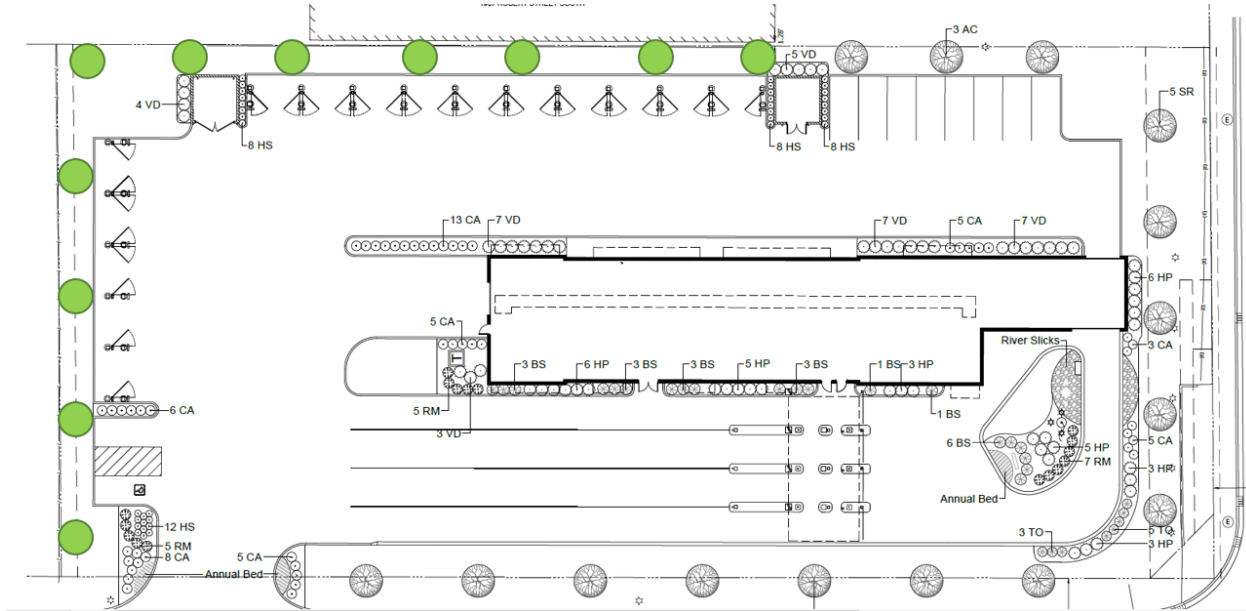 1.28'
3 AC
5 VD
5 SR
4 VD
E
8 HS
8 HS
8 HS
13 CA
7 VD
7 VD
5 CA
7 VD
6 HP
5 CA
River Slicks
3 CA
T
3 BS
6 HP
3 BS
3 BS
5 HP
3 BS
1 BS
3 HP
5 RM
1 BS
6 CA
3 VD
6 BS
5 HP
5 CA
7 RM
3 HP
Annual Bed
12 HS
E
5 RM
3 TO
5 TO
8 CA
5 CA
3 HP
Annual Bed